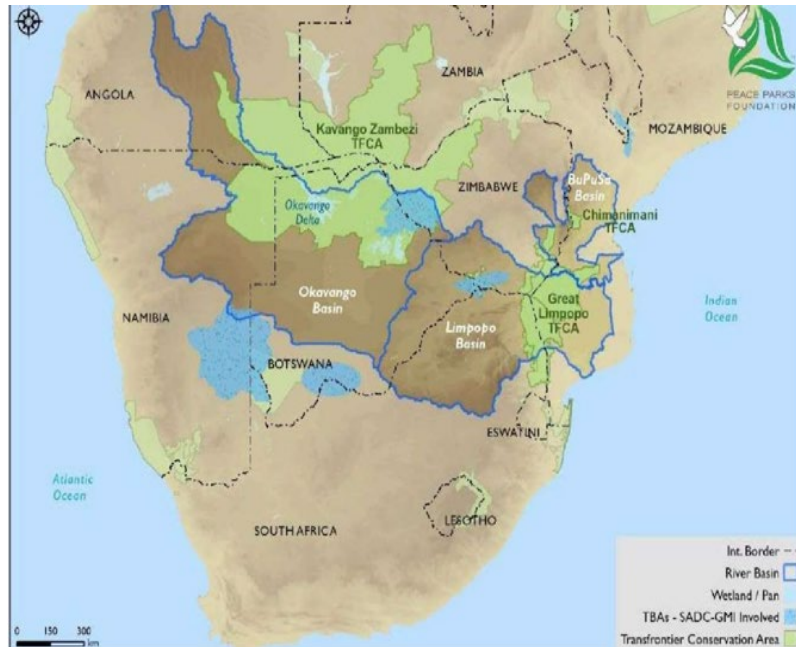 PEACE PARKS
FOUNDATION
ANGOLA
ZAMBIA
MOZAMBIQUE
Kavango Zambezi
TFCA
ZIMBABWE
BuPuSa
Basin
Chimanimani
TFCA
Okavango
Delta
Okavango
Basin
Great
Limpopo
TFCA
Indian
Ocean
NAMIBIA
Limpopo
Basin
BOTSWANA
ESWATINI
Atlantic
Ocean
SOUTH AFRICA
LESOTHO
Int. Border
River Basin
Wetland / Pan
TBAs - SADC-GMI Involved
Transfrontier Conservation Area
0 150 300
km